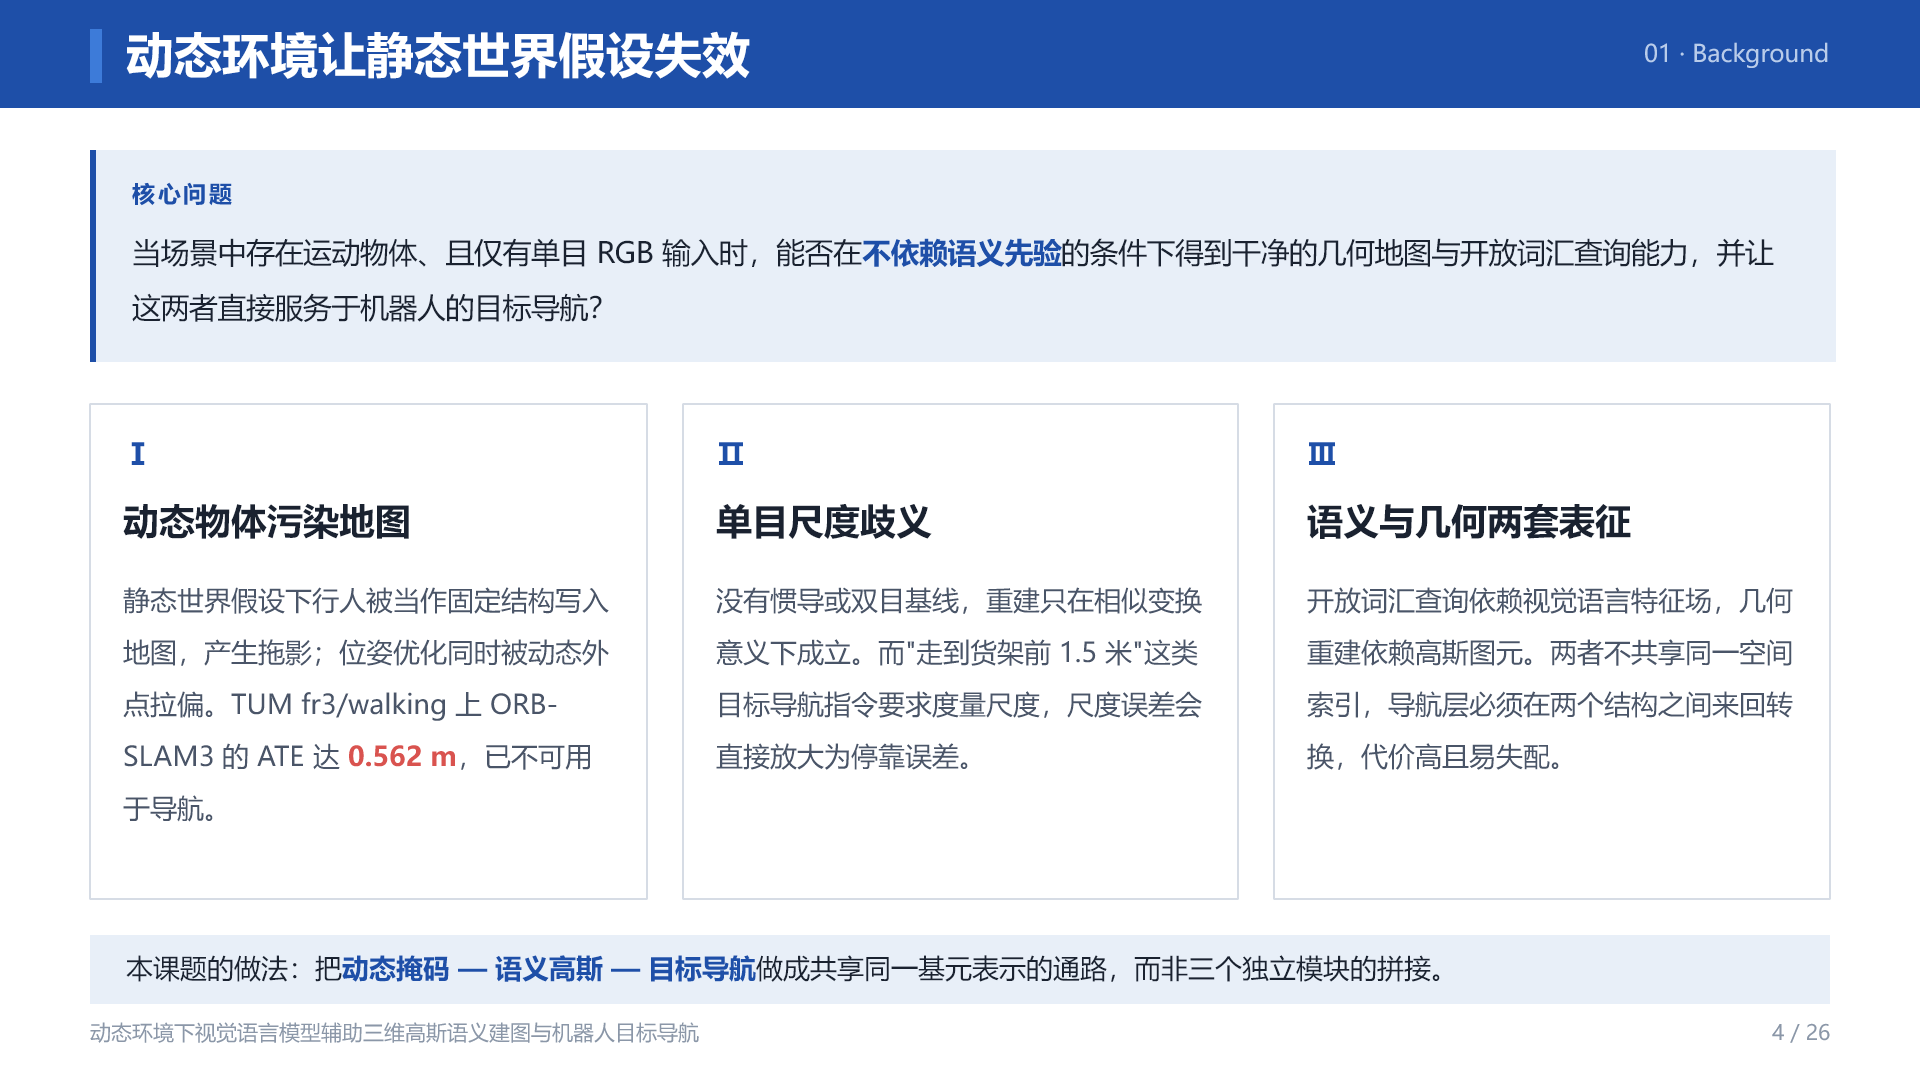 动态环境让静态世界假设失效
01 · Background
核心问题
当场景中存在运动物体、且仅有单目 RGB 输入时，能否在不依赖语义先验的条件下得到干净的几何地图与开放词汇查询能力，并让
这两者直接服务于机器人的目标导航？
I
动态物体污染地图
静态世界假设下行人被当作固定结构写入
地图，产生拖影；位姿优化同时被动态外
点拉偏。TUM fr3/walking 上 ORB-
SLAM3 的 ATE 达 0.562 m，已不可用
于导航。
II
单目尺度歧义
没有惯导或双目基线，重建只在相似变换
意义下成立。而"走到货架前 1.5 米"这类
目标导航指令要求度量尺度，尺度误差会
直接放大为停靠误差。
III
语义与几何两套表征
开放词汇查询依赖视觉语言特征场，几何
重建依赖高斯图元。两者不共享同一空间
索引，导航层必须在两个结构之间来回转
换，代价高且易失配。
本课题的做法：把动态掩码 — 语义高斯 — 目标导航做成共享同一基元表示的通路，而非三个独立模块的拼接。
动态环境下视觉语言模型辅助三维高斯语义建图与机器人目标导航
4 / 26